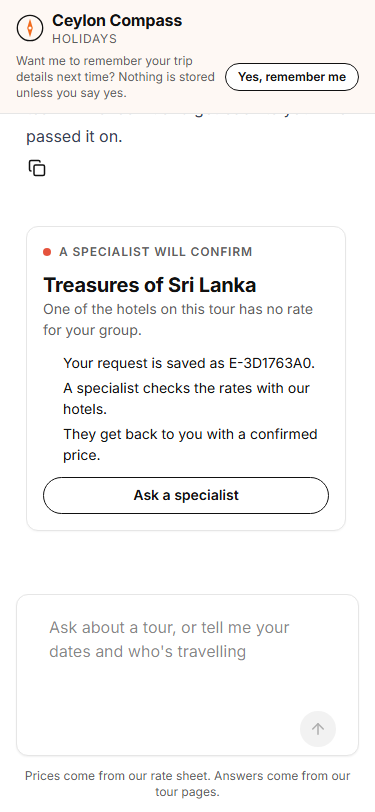 Ceylon Compass
HOLIDAYS
Want me to remember your trip
details next time? Nothing is stored
unless you say yes.
Yes, remember me
passed it on.
A SPECIALIST WILL CONFIRM
Treasures of Sri Lanka
One of the hotels on this tour has no rate
for your group.
Your request is saved as E-3D1763A0.
A specialist checks the rates with our
hotels.
They get back to you with a confirmed
price.
Ask a specialist
Ask about a tour, or tell me your
dates and who's travelling
Prices come from our rate sheet. Answers come from our
tour pages.